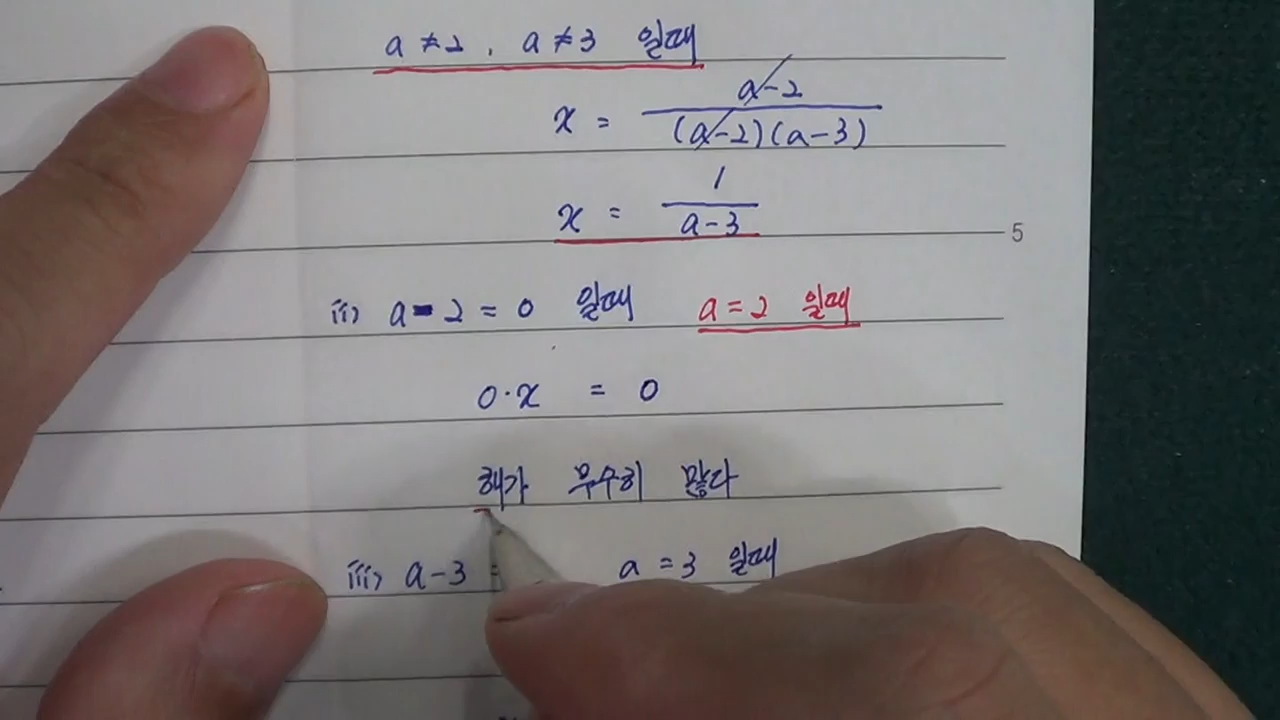 a≠2, a≠3 일때
x = a-2 / (a-2)(a-3)
x = 1 / a-3
5
ii) a-2=0 일때 a=2 일때
0·x = 0
해가 무수히 많다
iii) a-3 = a=3 일때